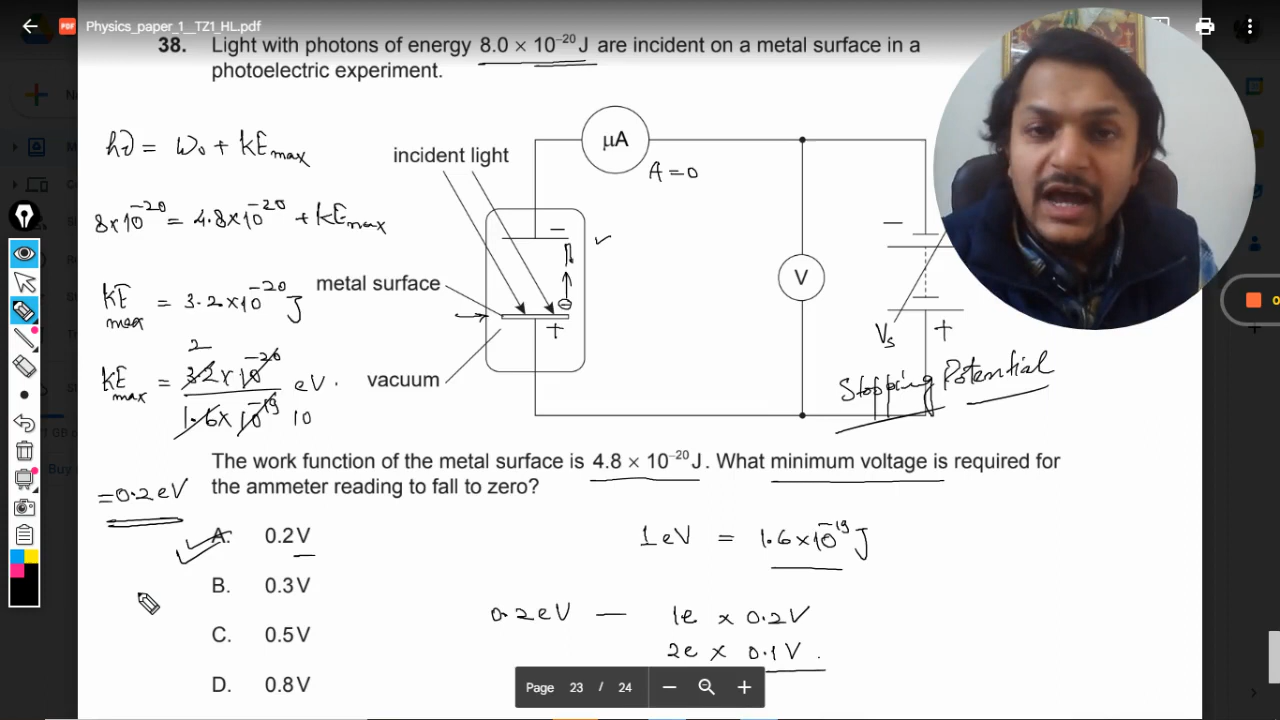 Physics_paper_1__TZ1_HL.pdf
38. Light with photons of energy 8.0 × 10⁻²⁰ J are incident on a metal surface in a
photoelectric experiment.
hν = W₀ + KEmax
incident light
μA
A = 0
8×10⁻²⁰ = 4.8×10⁻²⁰ + KEmax
−
−
metal surface
V
KEmax = 3.2×10⁻²⁰ J
+
Vs
+
2
KEmax = 3.2×10⁻²⁰ eV.
1.6×10⁻¹⁹ 10
vacuum
Stopping Potential
The work function of the metal surface is 4.8 × 10⁻²⁰ J. What minimum voltage is required for
the ammeter reading to fall to zero?
=0.2eV
A. 0.2V
1eV = 1.6×10⁻¹⁹ J
B. 0.3V
0.2eV — 1e × 0.2V
C. 0.5V
2e × 0.1V.
D. 0.8V
Page 23 / 24